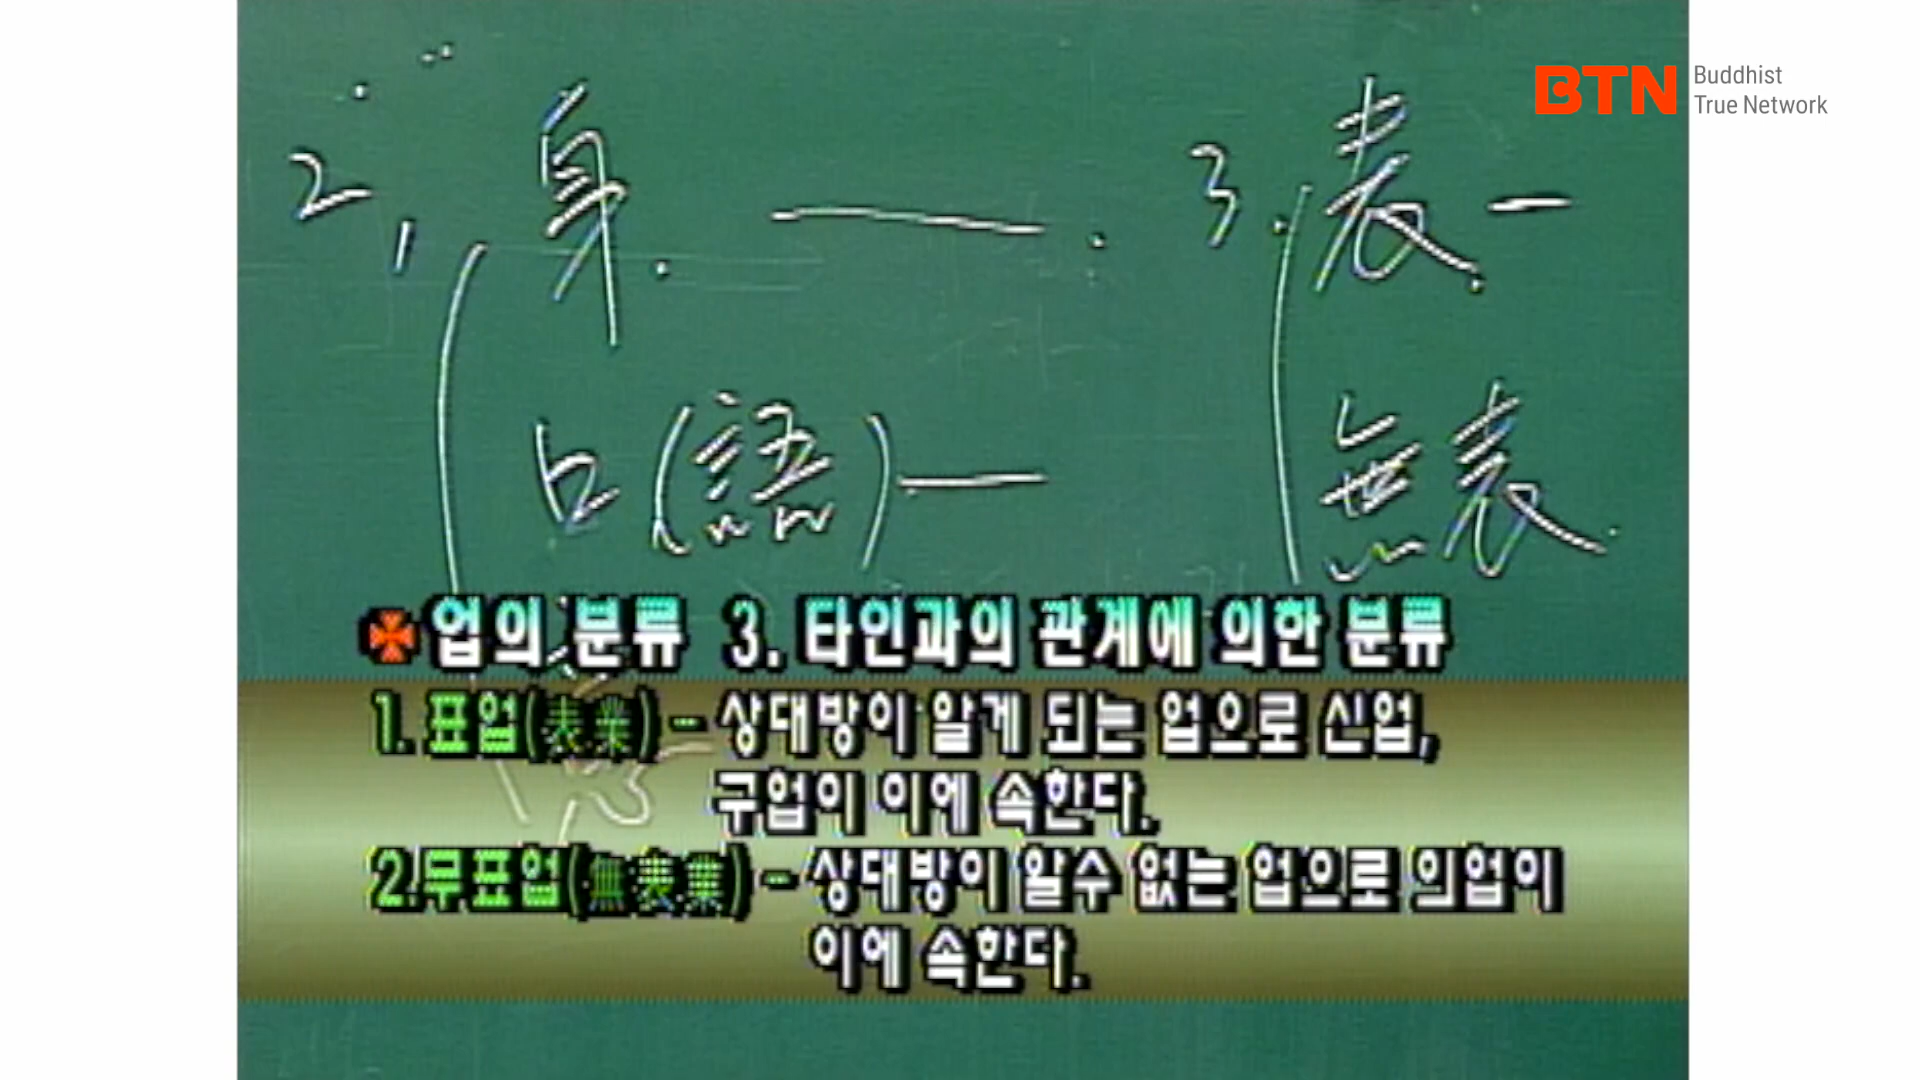 BTN Buddhist
True Network
2, 身. — . 3. 表 —
口(語) — 無表.
意
업의 분류 3. 타인과의 관계에 의한 분류
1. 표업(表業) - 상대방이 알게 되는 업으로 신업,
구업이 이에 속한다.
2.무표업(無表業) - 상대방이 알수 없는 업으로 의업이
이에 속한다.